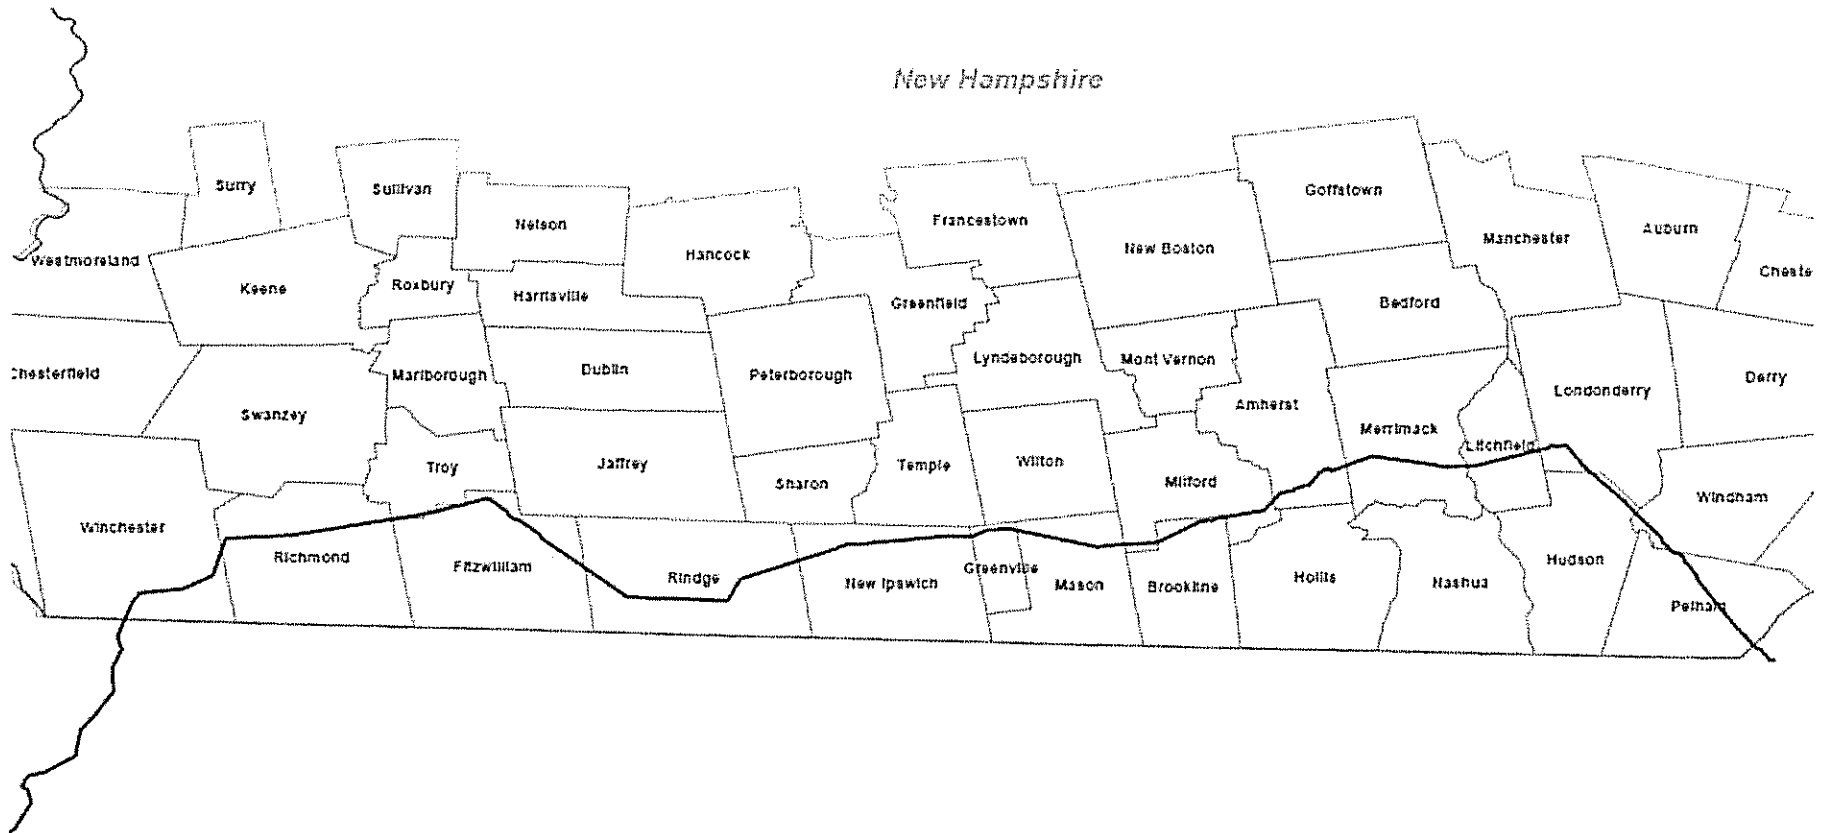 New Hampshire
Surry
Sullivan
Goffstown
Nelson
Francestown
New Boston
Manchester
Auburn
Westmoreland
Hancock
Keene
Roxbury
Harrisville
Greenfield
Bedford
Cheste
Chesterfield
Marlborough
Dublin
Peterborough
Lyndeborough
Mont Vernon
Londonderry
Derry
Swanzey
Amherst
Merrimack
Litchfield
Troy
Jaffrey
Sharon
Temple
Wilton
Milford
Windham
Winchester
Richmond
Fitzwilliam
Rindge
New Ipswich
Greenville
Mason
Brookline
Hollis
Nashua
Hudson
Pelham